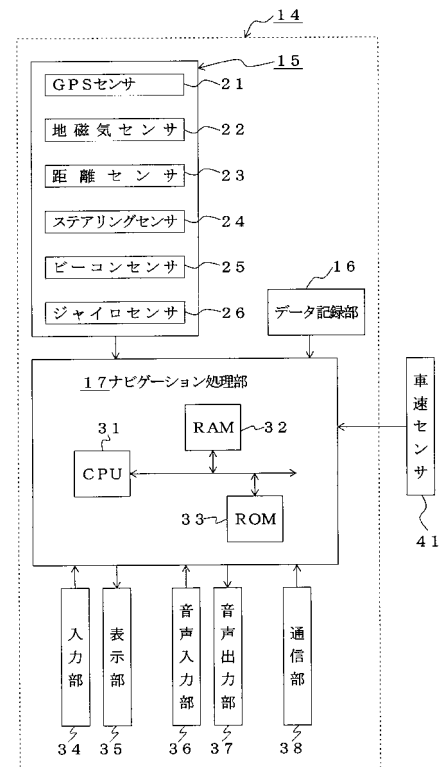 14
15
GPSセンサ 21
地磁気センサ 22
距離センサ 23
ステアリングセンサ 24
ビーコンセンサ 25
ジャイロセンサ 26
16
データ記録部
17ナビゲーション処理部
31
CPU
RAM 32
33 ROM
車速センサ
41
入力部
表示部
音声入力部
音声出力部
通信部
34 35 36 37 38